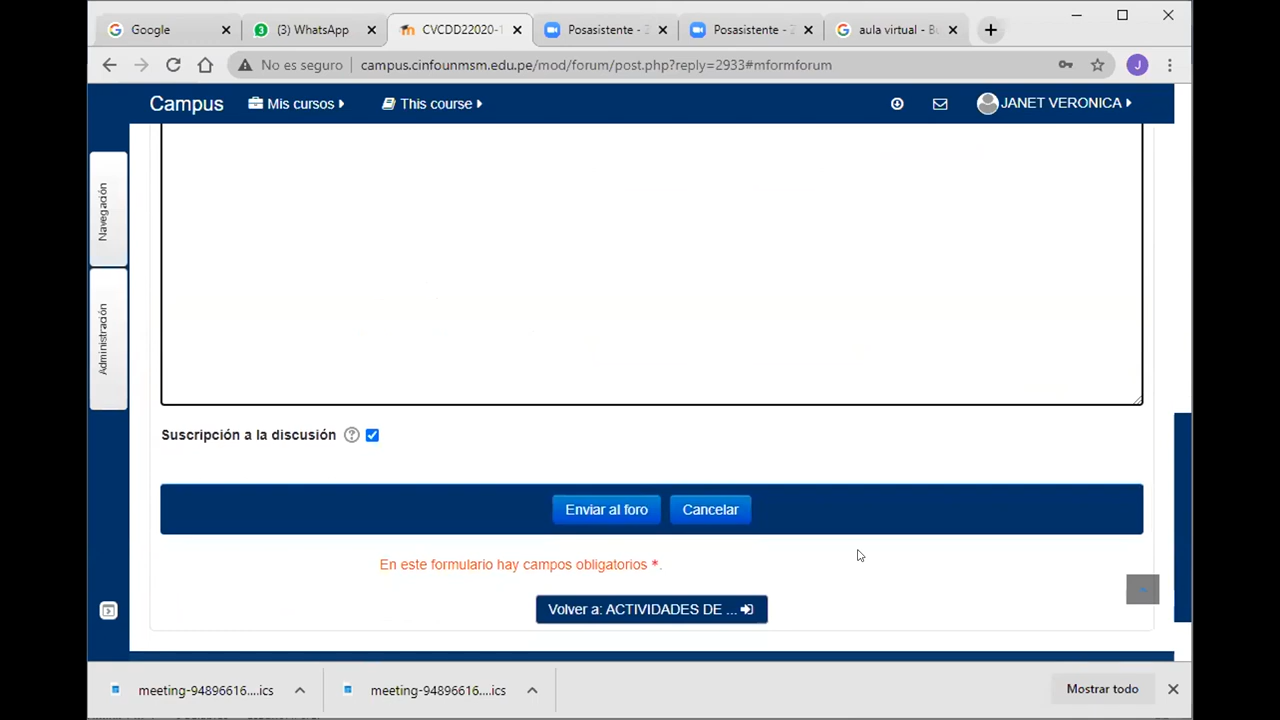 Google
(3) WhatsApp
CVCDD22020-1
Posasistente - Z
Posasistente - Z
aula virtual - Bu
No es seguro
campus.cinfounmsm.edu.pe/mod/forum/post.php?reply=2933#mformforum
J
Campus
Mis cursos
This course
JANET VERONICA
Navegación
Administración
Suscripción a la discusión
Enviar al foro
Cancelar
En este formulario hay campos obligatorios *.
Volver a: ACTIVIDADES DE ...
meeting-94896616....ics
meeting-94896616....ics
Mostrar todo